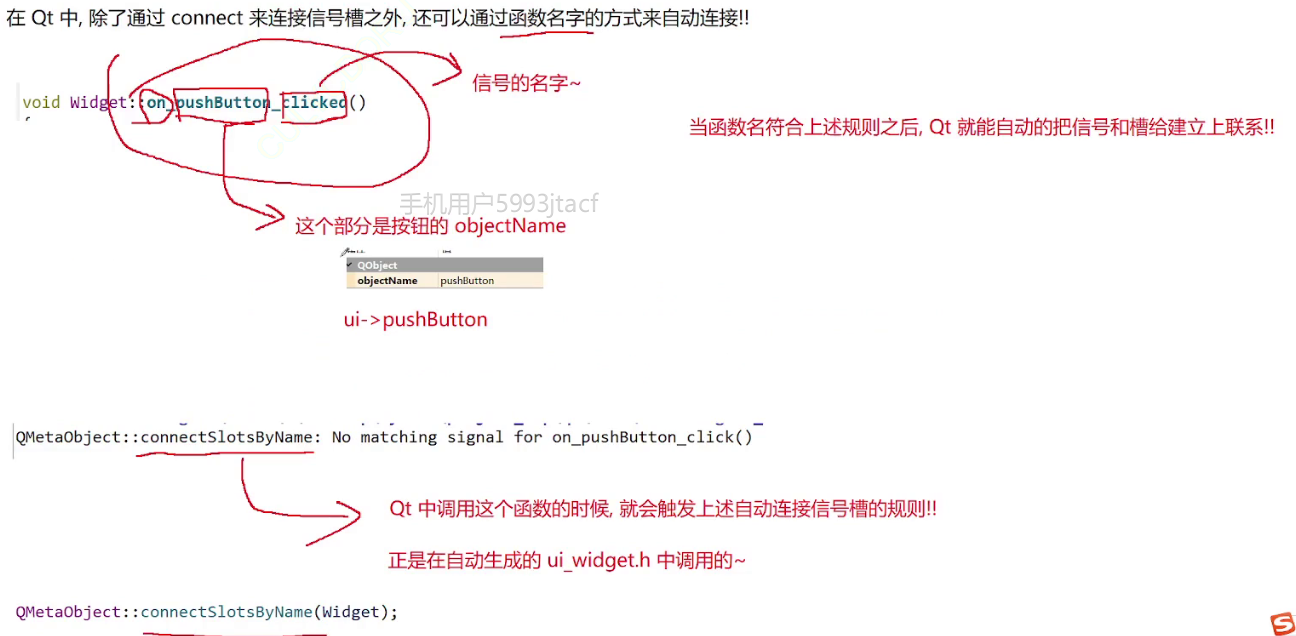 在 Qt 中, 除了通过 connect 来连接信号槽之外, 还可以通过函数名字的方式来自动连接!!
信号的名字~
void Widget::on_pushButton_clicked()
当函数名符合上述规则之后, Qt 就能自动的把信号和槽给建立上联系!!
手机用户5993jtacf
这个部分是按钮的 objectName
QObject
objectName pushButton
ui->pushButton
QMetaObject::connectSlotsByName: No matching signal for on_pushButton_click()
Qt 中调用这个函数的时候, 就会触发上述自动连接信号槽的规则!!
正是在自动生成的 ui_widget.h 中调用的~
QMetaObject::connectSlotsByName(Widget);